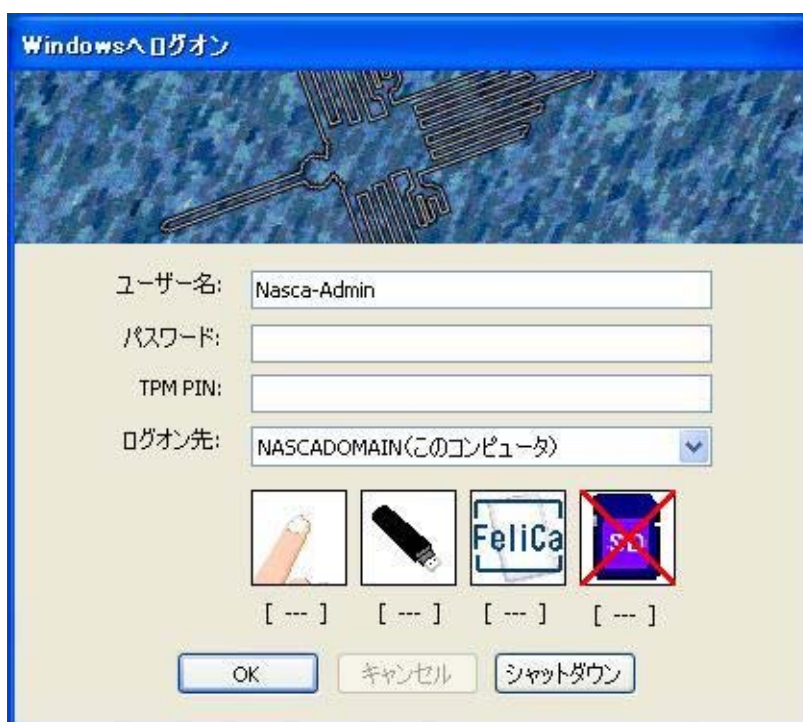 Windowsへログオン
ユーザー名: Nasca-Admin
パスワード:
TPM PIN:
ログオン先: NASCADOMAIN(このコンピュータ)
FeliCa SD
[ --- ] [ --- ] [ --- ] [ --- ]
OK キャンセル シャットダウン